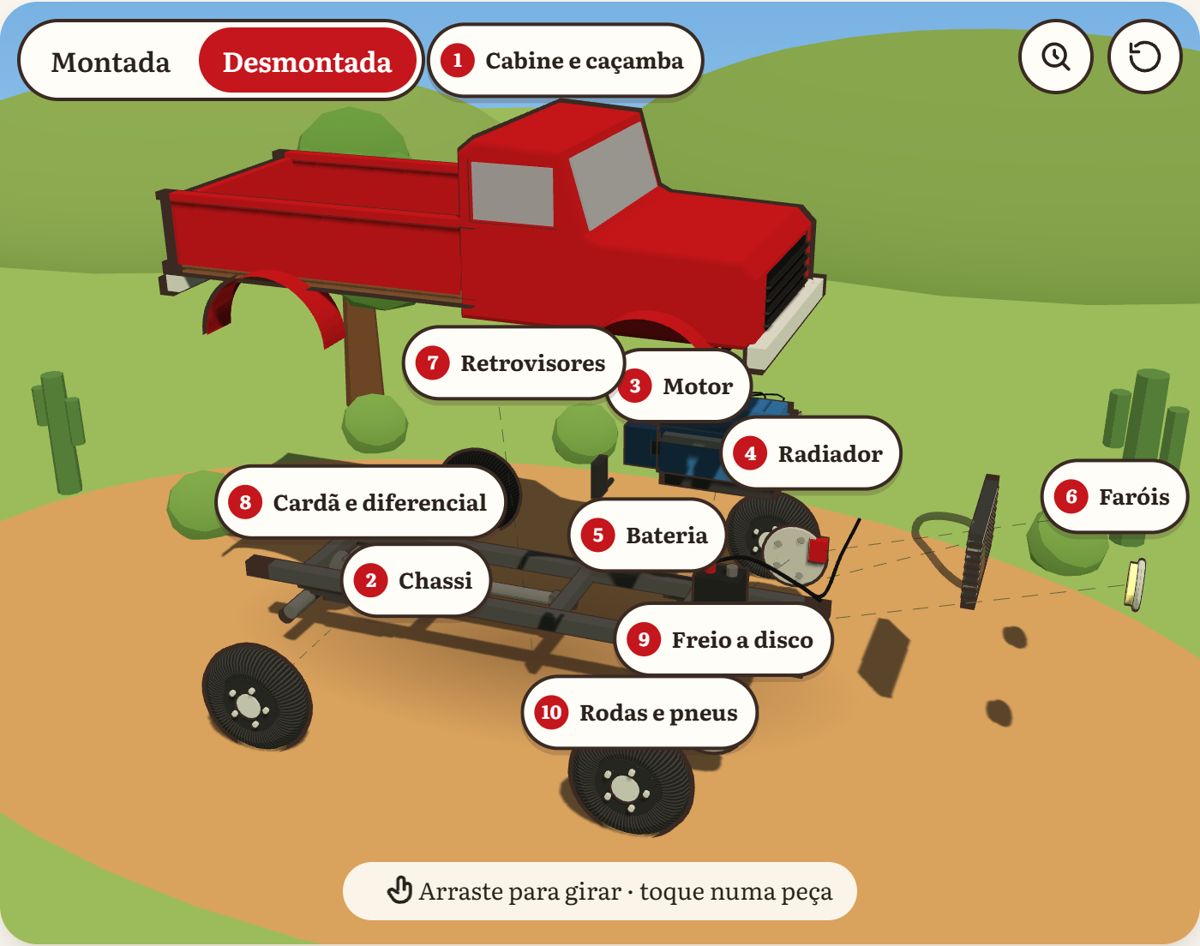 Montada
Desmontada
1 Cabine e caçamba
7 Retrovisores
3 Motor
4 Radiador
6 Faróis
8 Cardã e diferencial
5 Bateria
2 Chassi
9 Freio a disco
10 Rodas e pneus
Arraste para girar · toque numa peça